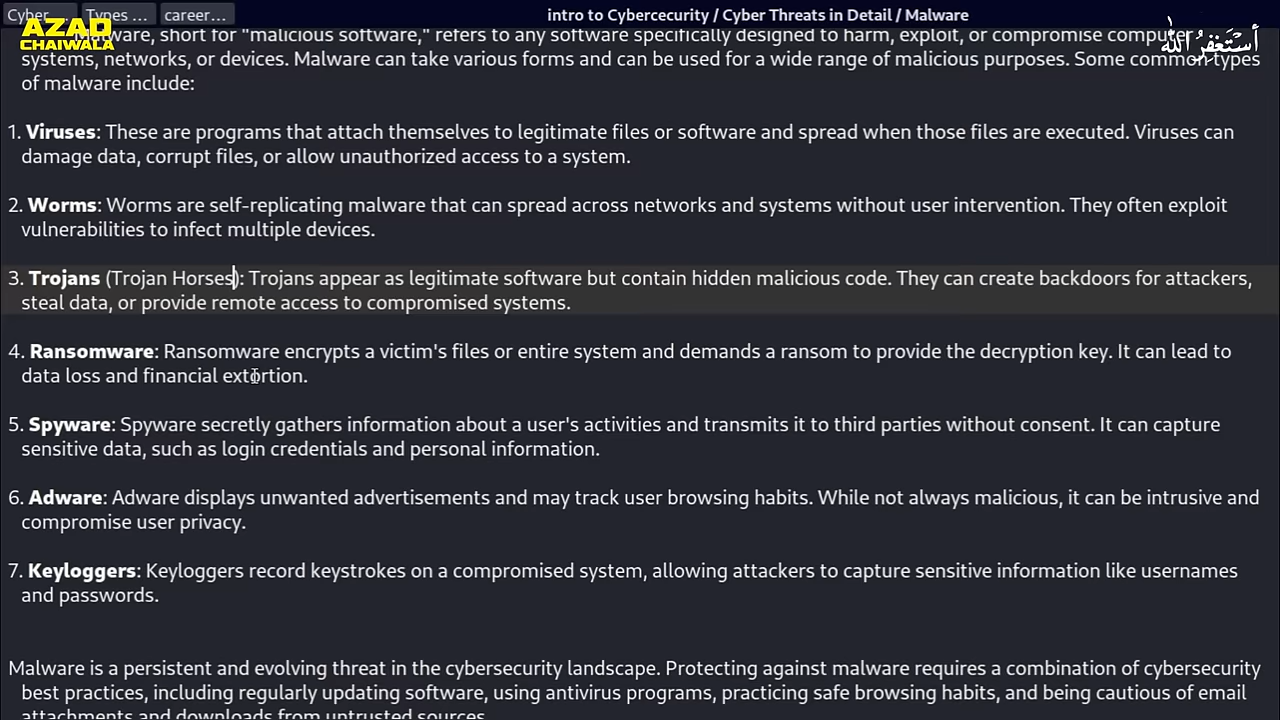 Cyber...
Types ...
career...
intro to Cybercecurity / Cyber Threats in Detail / Malware
AZAD
CHAIWALA
أستغفر الله
Malware, short for "malicious software," refers to any software specifically designed to harm, exploit, or compromise computer
systems, networks, or devices. Malware can take various forms and can be used for a wide range of malicious purposes. Some common types
of malware include:
1. Viruses: These are programs that attach themselves to legitimate files or software and spread when those files are executed. Viruses can
damage data, corrupt files, or allow unauthorized access to a system.
2. Worms: Worms are self-replicating malware that can spread across networks and systems without user intervention. They often exploit
vulnerabilities to infect multiple devices.
3. Trojans (Trojan Horses): Trojans appear as legitimate software but contain hidden malicious code. They can create backdoors for attackers,
steal data, or provide remote access to compromised systems.
4. Ransomware: Ransomware encrypts a victim's files or entire system and demands a ransom to provide the decryption key. It can lead to
data loss and financial extortion.
5. Spyware: Spyware secretly gathers information about a user's activities and transmits it to third parties without consent. It can capture
sensitive data, such as login credentials and personal information.
6. Adware: Adware displays unwanted advertisements and may track user browsing habits. While not always malicious, it can be intrusive and
compromise user privacy.
7. Keyloggers: Keyloggers record keystrokes on a compromised system, allowing attackers to capture sensitive information like usernames
and passwords.
Malware is a persistent and evolving threat in the cybersecurity landscape. Protecting against malware requires a combination of cybersecurity
best practices, including regularly updating software, using antivirus programs, practicing safe browsing habits, and being cautious of email
attachments and downloads from untrusted sources.